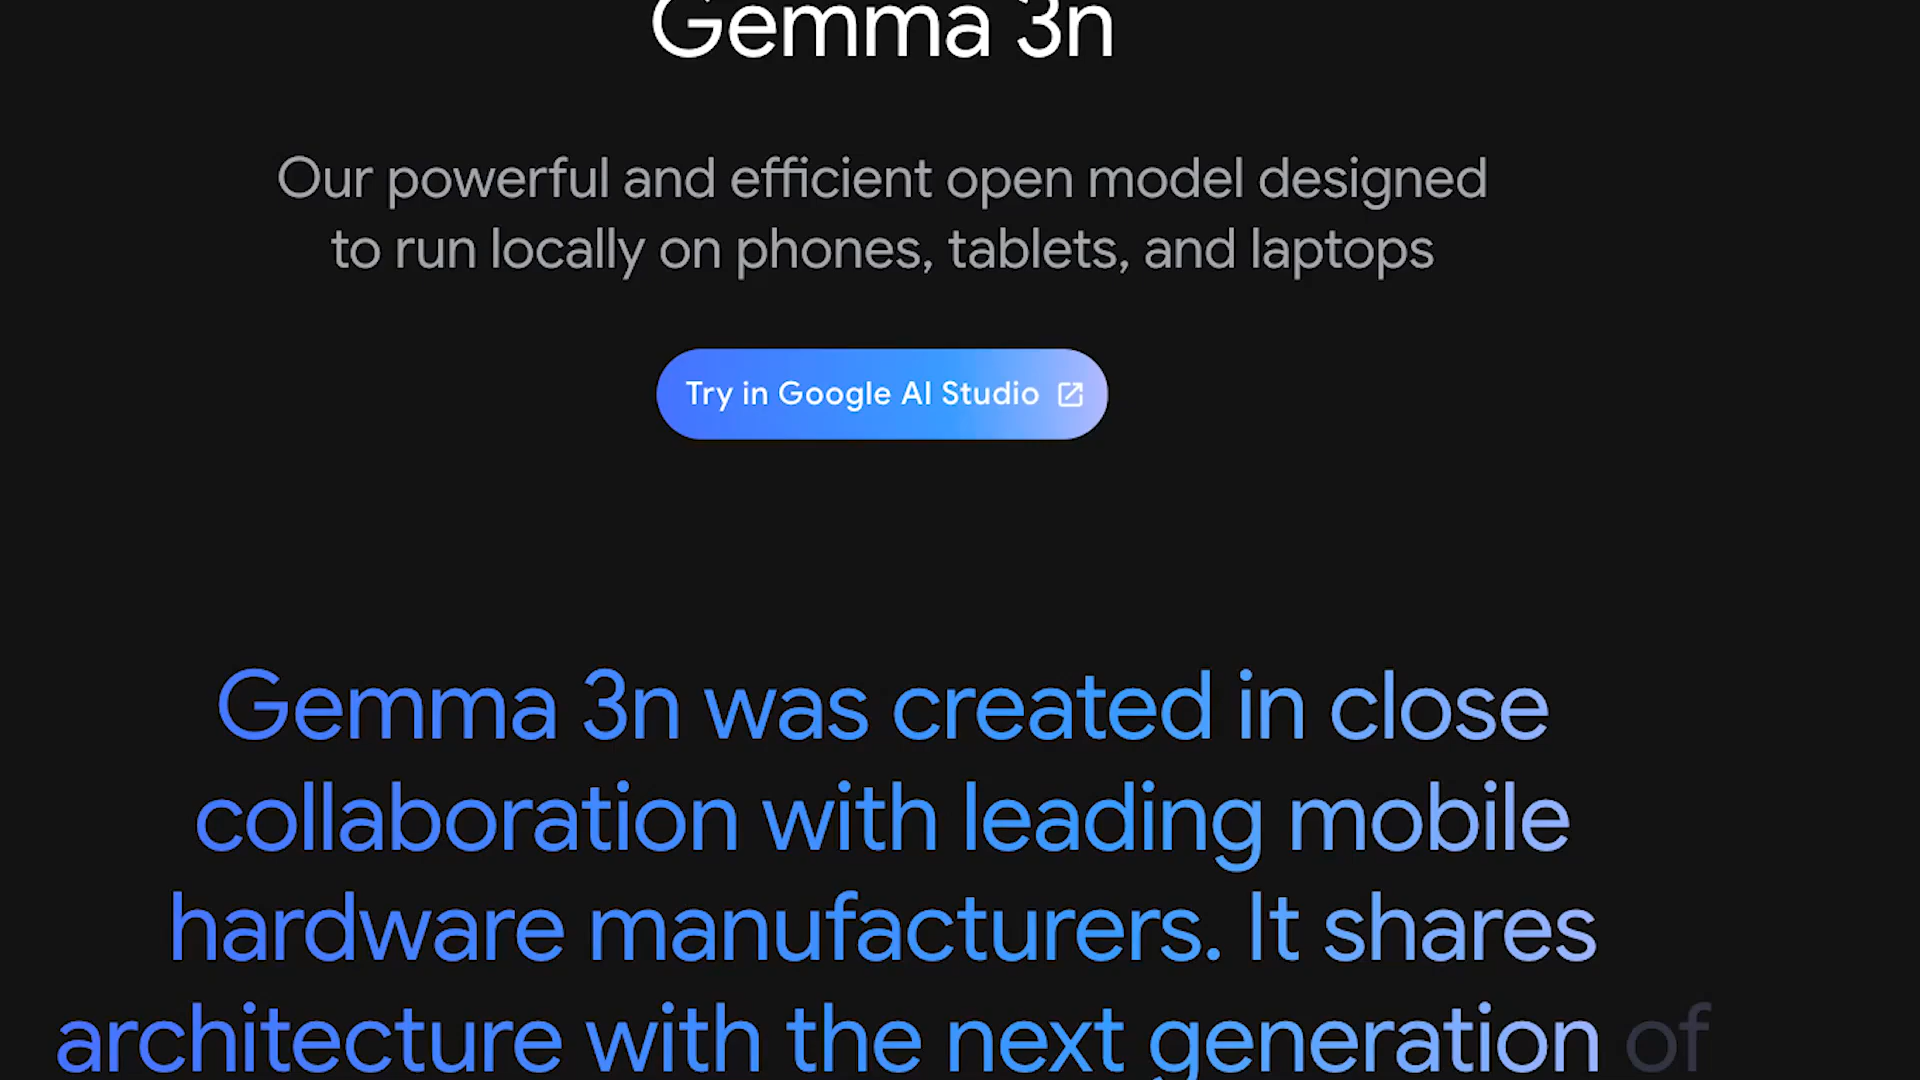 Gemma 3n
Our powerful and efficient open model designed
to run locally on phones, tablets, and laptops
Try in Google AI Studio
Gemma 3n was created in close
collaboration with leading mobile
hardware manufacturers. It shares
architecture with the next generation of